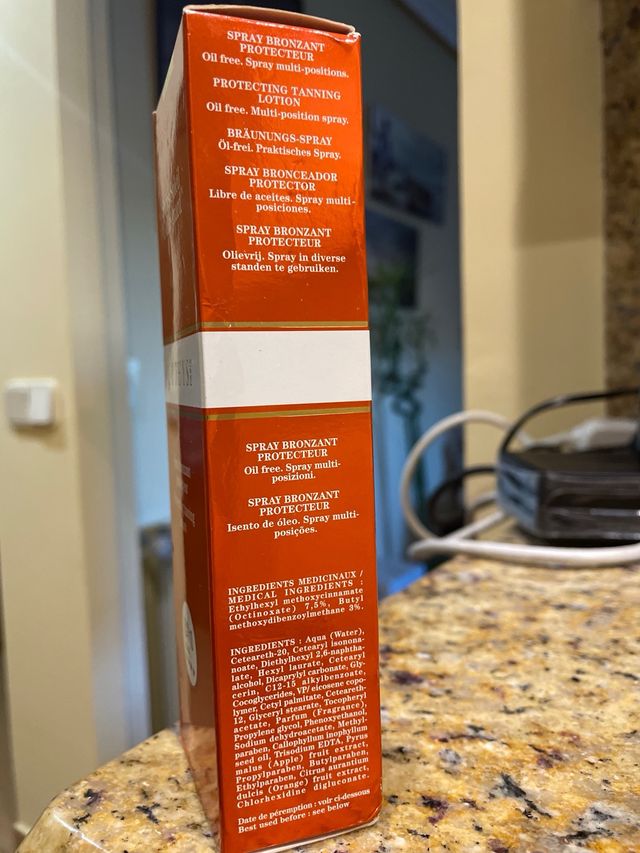 SPRAY BRONZANT
PROTECTEUR
Oil free. Spray multi-positions.
PROTECTING TANNING
LOTION
Oil free. Multi-position spray.
BRÄUNUNGS-SPRAY
Öl-frei. Praktisches Spray.
SPRAY BRONCEADOR
PROTECTOR
Libre de aceites. Spray multi-
posiciones.
SPRAY BRONZANT
PROTECTEUR
Olievrij. Spray in diverse
standen te gebruiken.
SPRAY BRONZANT
PROTECTEUR
Oil free. Spray multi-
posizioni.
SPRAY BRONZANT
PROTECTEUR
Isento de óleo. Spray multi-
posições.
INGREDIENTS MEDICINAUX /
MEDICAL INGREDIENTS :
Ethylhexyl methoxycinnamate
(Octinoxate) 7,5%, Butyl
methoxydibenzoylmethane 3%.
INGREDIENTS : Aqua (Water),
Ceteareth-20, Cetearyl isonona-
noate, Diethylhexyl 2,6-naphtha-
late, Hexyl laurate, Cetearyl
alcohol, Dicaprylyl carbonate, Gly-
cerin, C12-15 alkylbenzoate,
Cocoglycerides, VP/ eicosene copo-
lymer, Cetyl palmitate, Ceteareth-
12, Glyceryl stearate, Tocopheryl
acetate, Parfum (Fragrance),
Propylene glycol, Phenoxyethanol,
Sodium dehydroacetate, Methyl-
paraben, Callophyllum inophyllum
seed oil, Trisodium EDTA, Pyrus
malus (Apple) fruit extract,
Propylparaben, Butylparaben,
Ethylparaben, Citrus aurantium
dulcis (Orange) fruit extract,
Chlorhexidine digluconate.
Date de péremption : voir ci-dessous
Best used before : see below